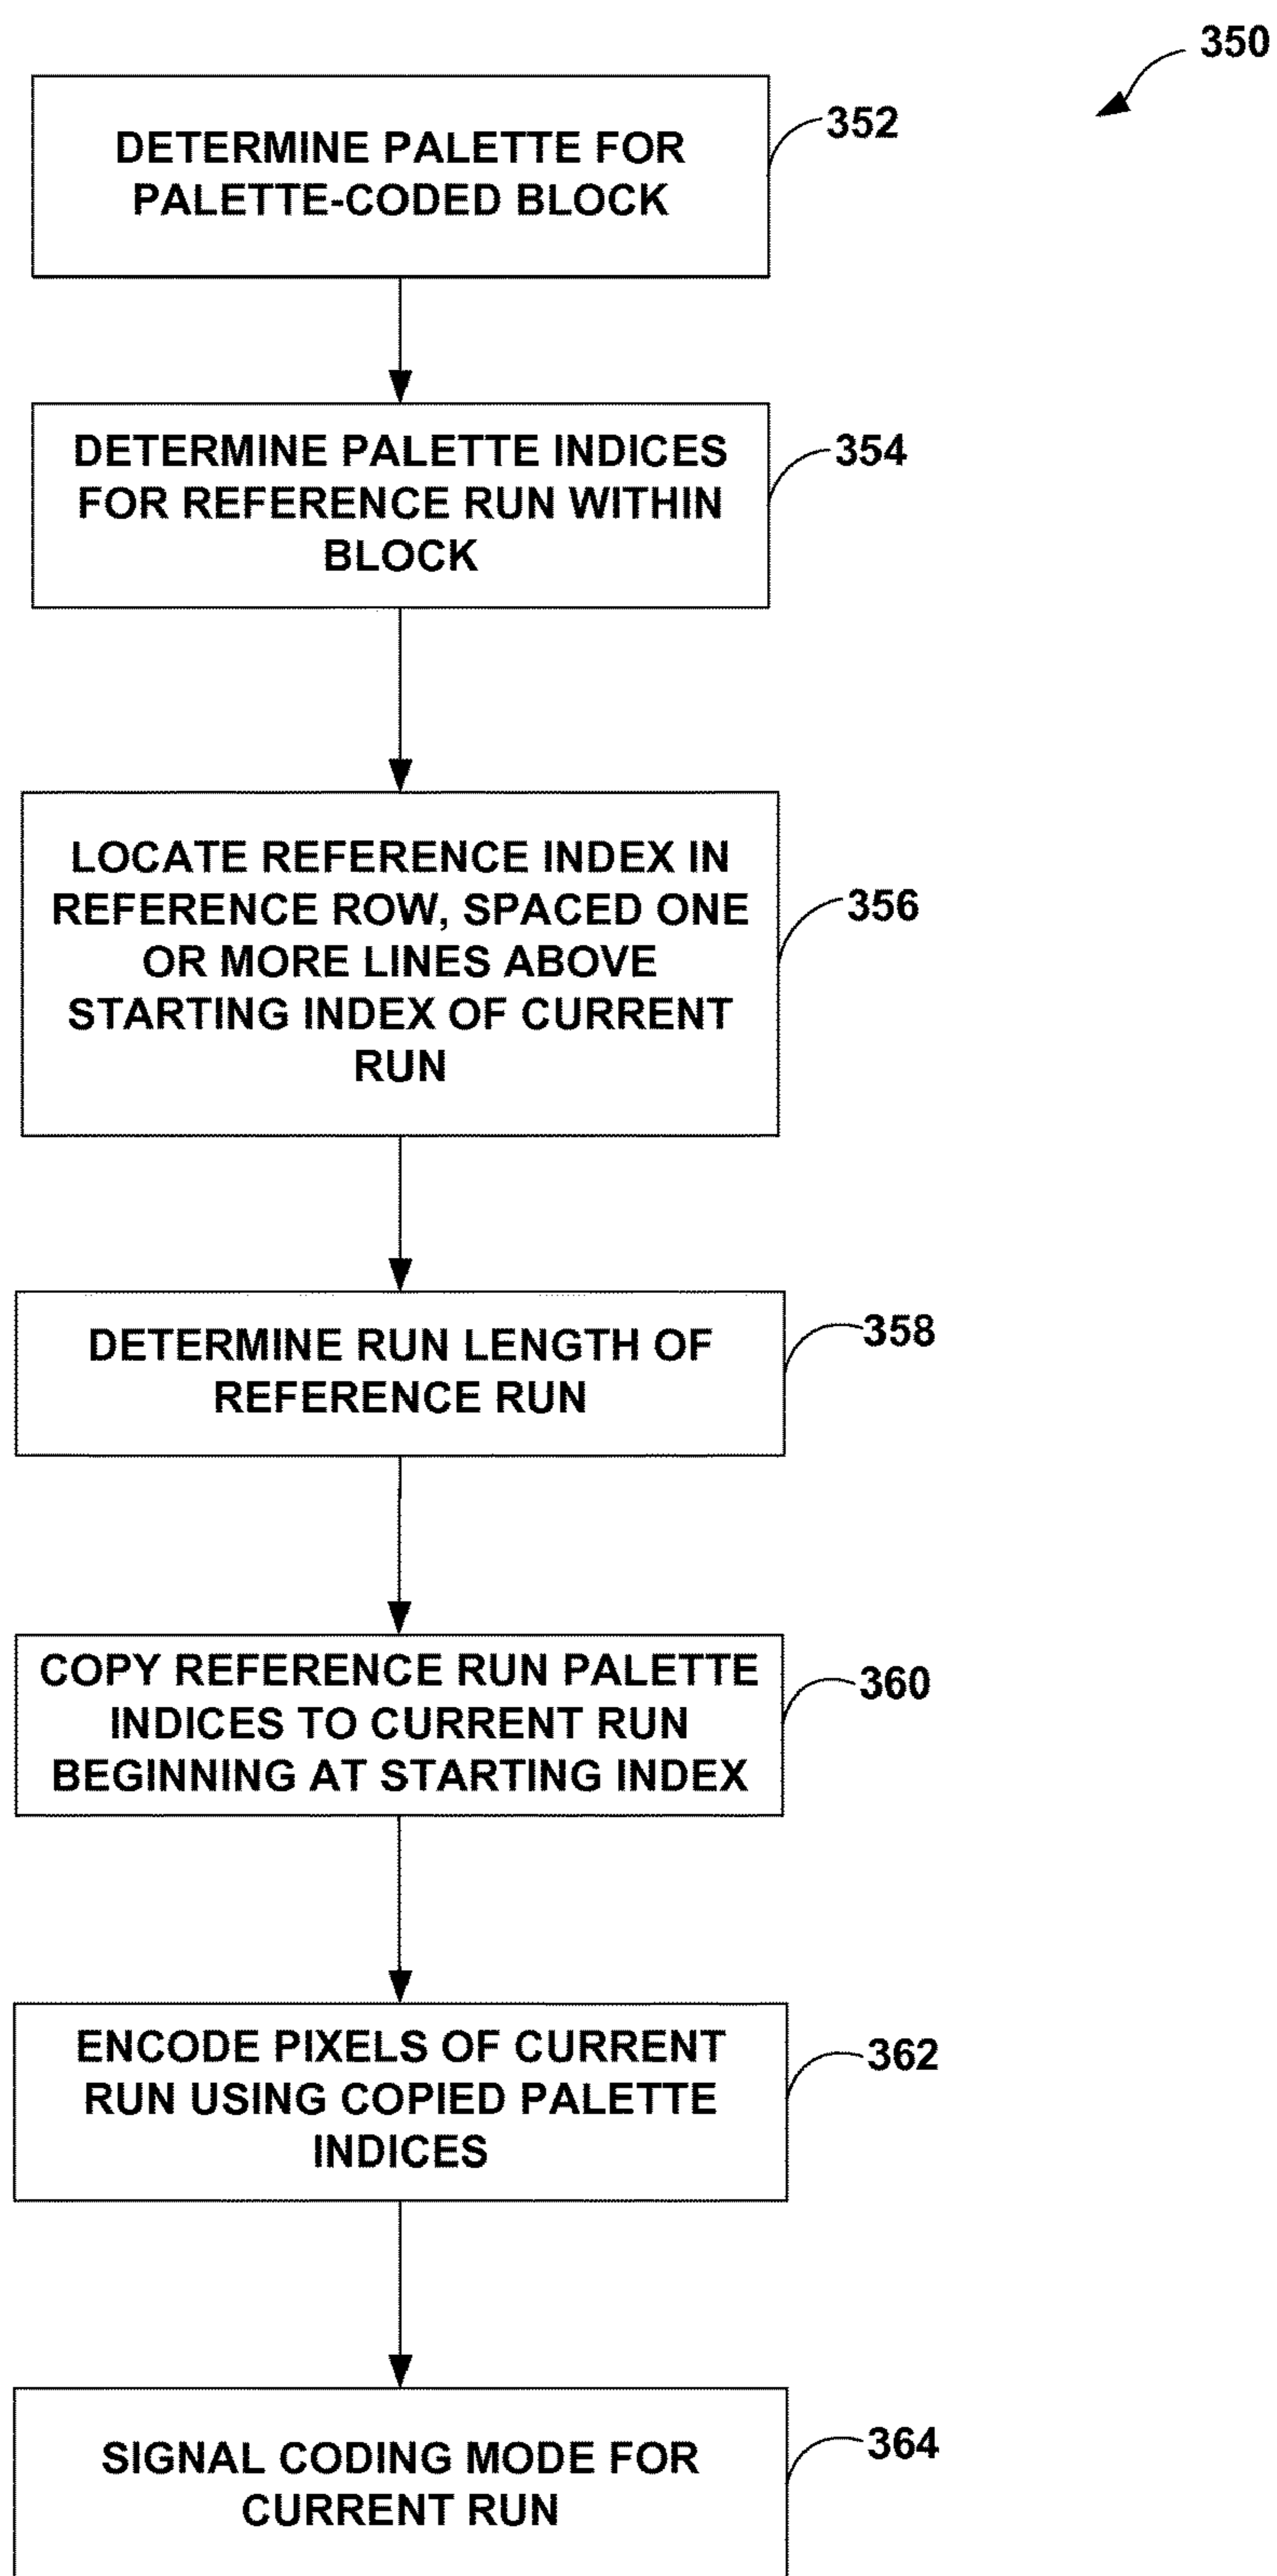 350
DETERMINE PALETTE FOR
PALETTE-CODED BLOCK
352
DETERMINE PALETTE INDICES
FOR REFERENCE RUN WITHIN
BLOCK
354
LOCATE REFERENCE INDEX IN
REFERENCE ROW, SPACED ONE
OR MORE LINES ABOVE
STARTING INDEX OF CURRENT
RUN
356
DETERMINE RUN LENGTH OF
REFERENCE RUN
358
COPY REFERENCE RUN PALETTE
INDICES TO CURRENT RUN
BEGINNING AT STARTING INDEX
360
ENCODE PIXELS OF CURRENT
RUN USING COPIED PALETTE
INDICES
362
SIGNAL CODING MODE FOR
CURRENT RUN
364